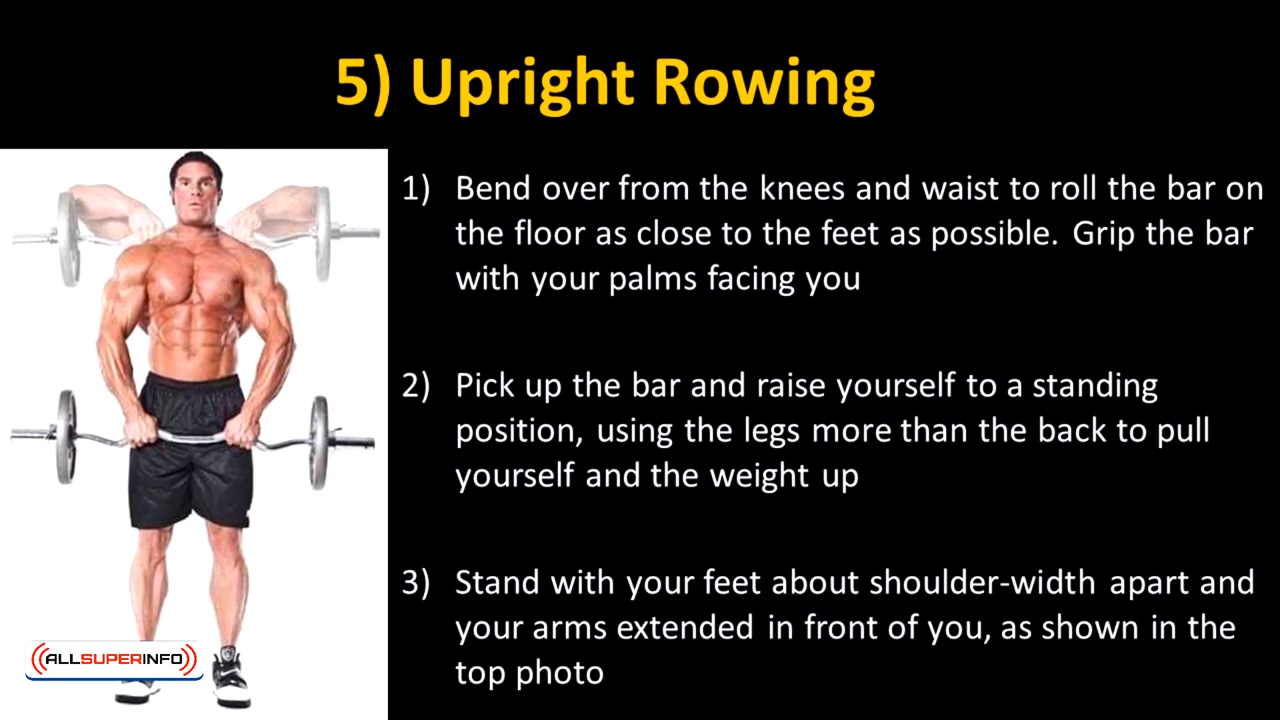 5) Upright Rowing
1) Bend over from the knees and waist to roll the bar on
the floor as close to the feet as possible. Grip the bar
with your palms facing you
2) Pick up the bar and raise yourself to a standing
position, using the legs more than the back to pull
yourself and the weight up
3) Stand with your feet about shoulder-width apart and
your arms extended in front of you, as shown in the
top photo
ALLSUPERINFO